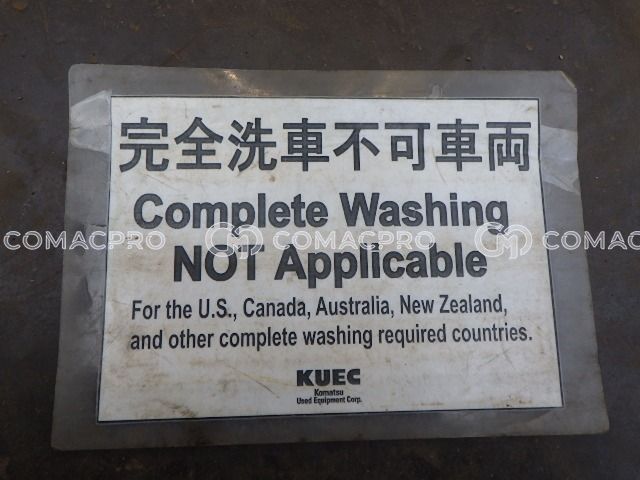 完全洗車不可車両
Complete Washing
COMACPRO COMACPRO COMACPRO
NOT Applicable
For the U.S., Canada, Australia, New Zealand,
and other complete washing required countries.
KUEC
Komatsu
Used Equipment Corp.